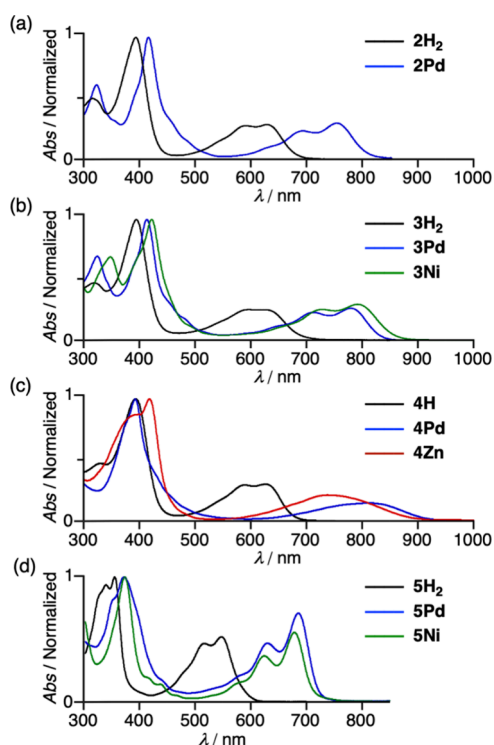 (a)
1
2H₂
2Pd
Abs / Normalized
0
300 400 500 600 700 800 900 1000
λ / nm
(b)
1
3H₂
3Pd
3Ni
Abs / Normalized
0
300 400 500 600 700 800 900 1000
λ / nm
(c)
1
4H
4Pd
4Zn
Abs / Normalized
0
300 400 500 600 700 800 900 1000
λ / nm
(d)
1
5H₂
5Pd
5Ni
Abs / Normalized
0
300 400 500 600 700 800 900 1000
λ / nm